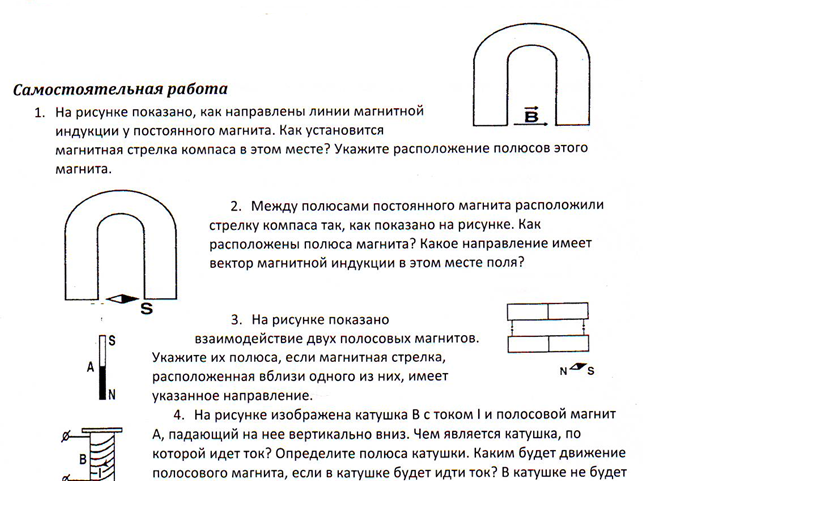 Самостоятельная работа
1. На рисунке показано, как направлены линии магнитной
индукции у постоянного магнита. Как установится
магнитная стрелка компаса в этом месте? Укажите расположение полюсов этого
магнита.
B
2. Между полюсами постоянного магнита расположили
стрелку компаса так, как показано на рисунке. Как
расположены полюса магнита? Какое направление имеет
вектор магнитной индукции в этом месте поля?
S
3. На рисунке показано
взаимодействие двух полосовых магнитов.
Укажите их полюса, если магнитная стрелка,
расположенная вблизи одного из них, имеет
указанное направление.
N S
S
A
N
4. На рисунке изображена катушка В с током I и полосовой магнит
А, падающий на нее вертикально вниз. Чем является катушка, по
которой идет ток? Определите полюса катушки. Каким будет движение
полосового магнита, если в катушке будет идти ток? В катушке не будет
B
I